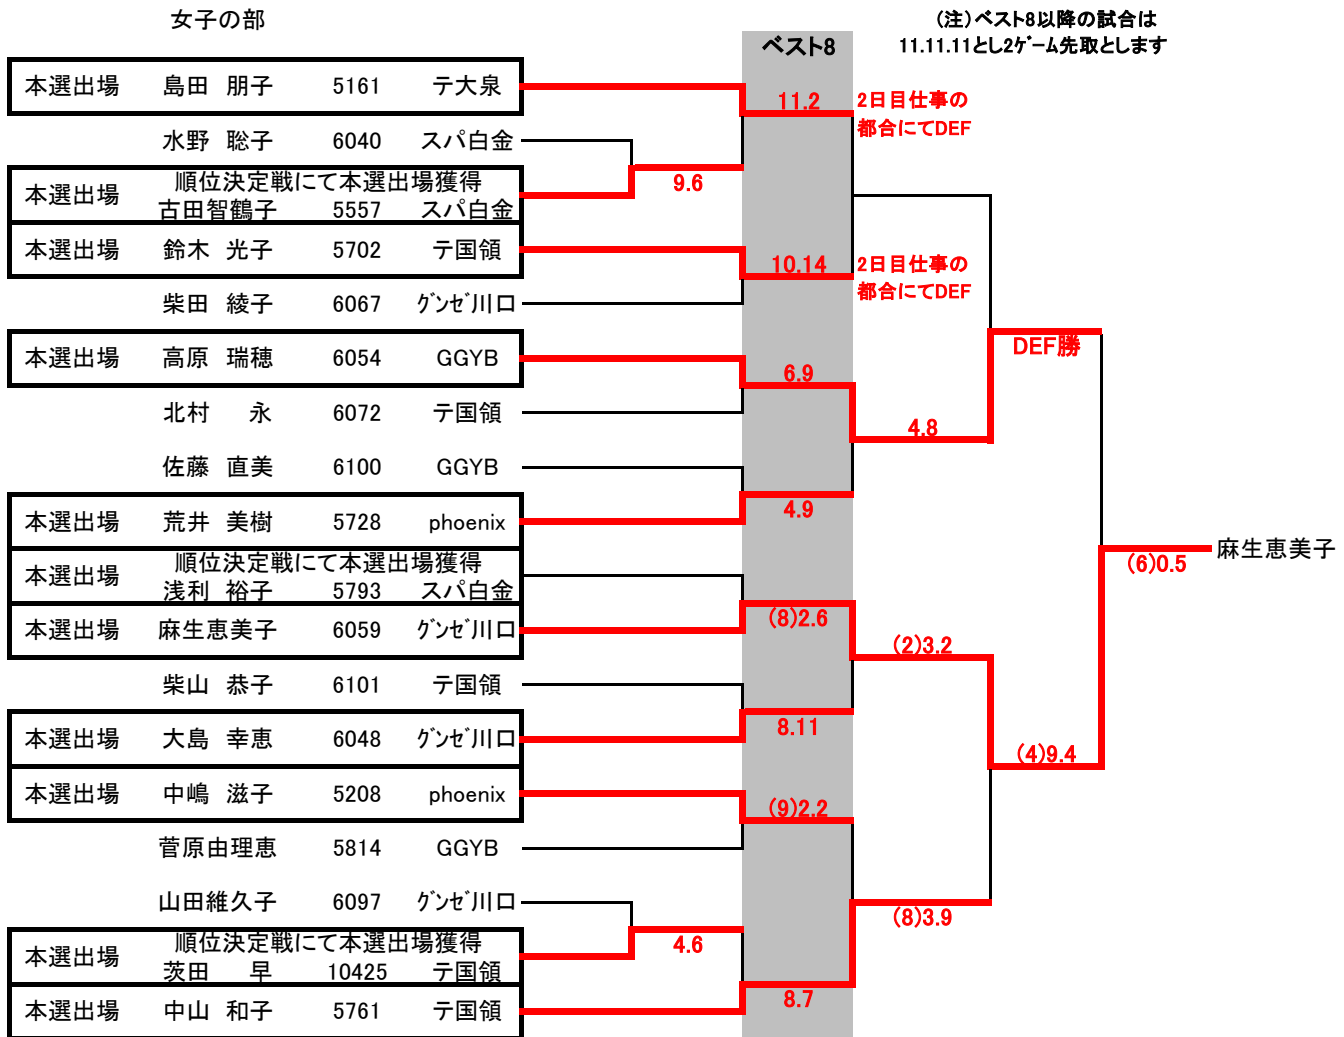 女子の部
(注)ベスト8以降の試合は
11.11.11とし2ゲーム先取とします
ベスト8
本選出場 島田 朋子 5161 テ大泉
11.2
2日目仕事の
都合にてDEF
水野 聡子 6040 スパ白金
9.6
本選出場 順位決定戦にて本選出場獲得
古田智鶴子 5557 スパ白金
本選出場 鈴木 光子 5702 テ国領
10.14
2日目仕事の
都合にてDEF
柴田 綾子 6067 グンゼ川口
DEF勝
本選出場 高原 瑞穂 6054 GGYB
6.9
北村 永 6072 テ国領
4.8
佐藤 直美 6100 GGYB
4.9
本選出場 荒井 美樹 5728 phoenix
麻生恵美子
(6)0.5
本選出場 順位決定戦にて本選出場獲得
浅利 裕子 5793 スパ白金
(8)2.6
本選出場 麻生恵美子 6059 グンゼ川口
(2)3.2
柴山 恭子 6101 テ国領
8.11
本選出場 大島 幸恵 6048 グンゼ川口
(4)9.4
本選出場 中嶋 滋子 5208 phoenix
(9)2.2
菅原由理恵 5814 GGYB
山田維久子 6097 グンゼ川口
(8)3.9
4.6
本選出場 順位決定戦にて本選出場獲得
茨田 早 10425 テ国領
8.7
本選出場 中山 和子 5761 テ国領